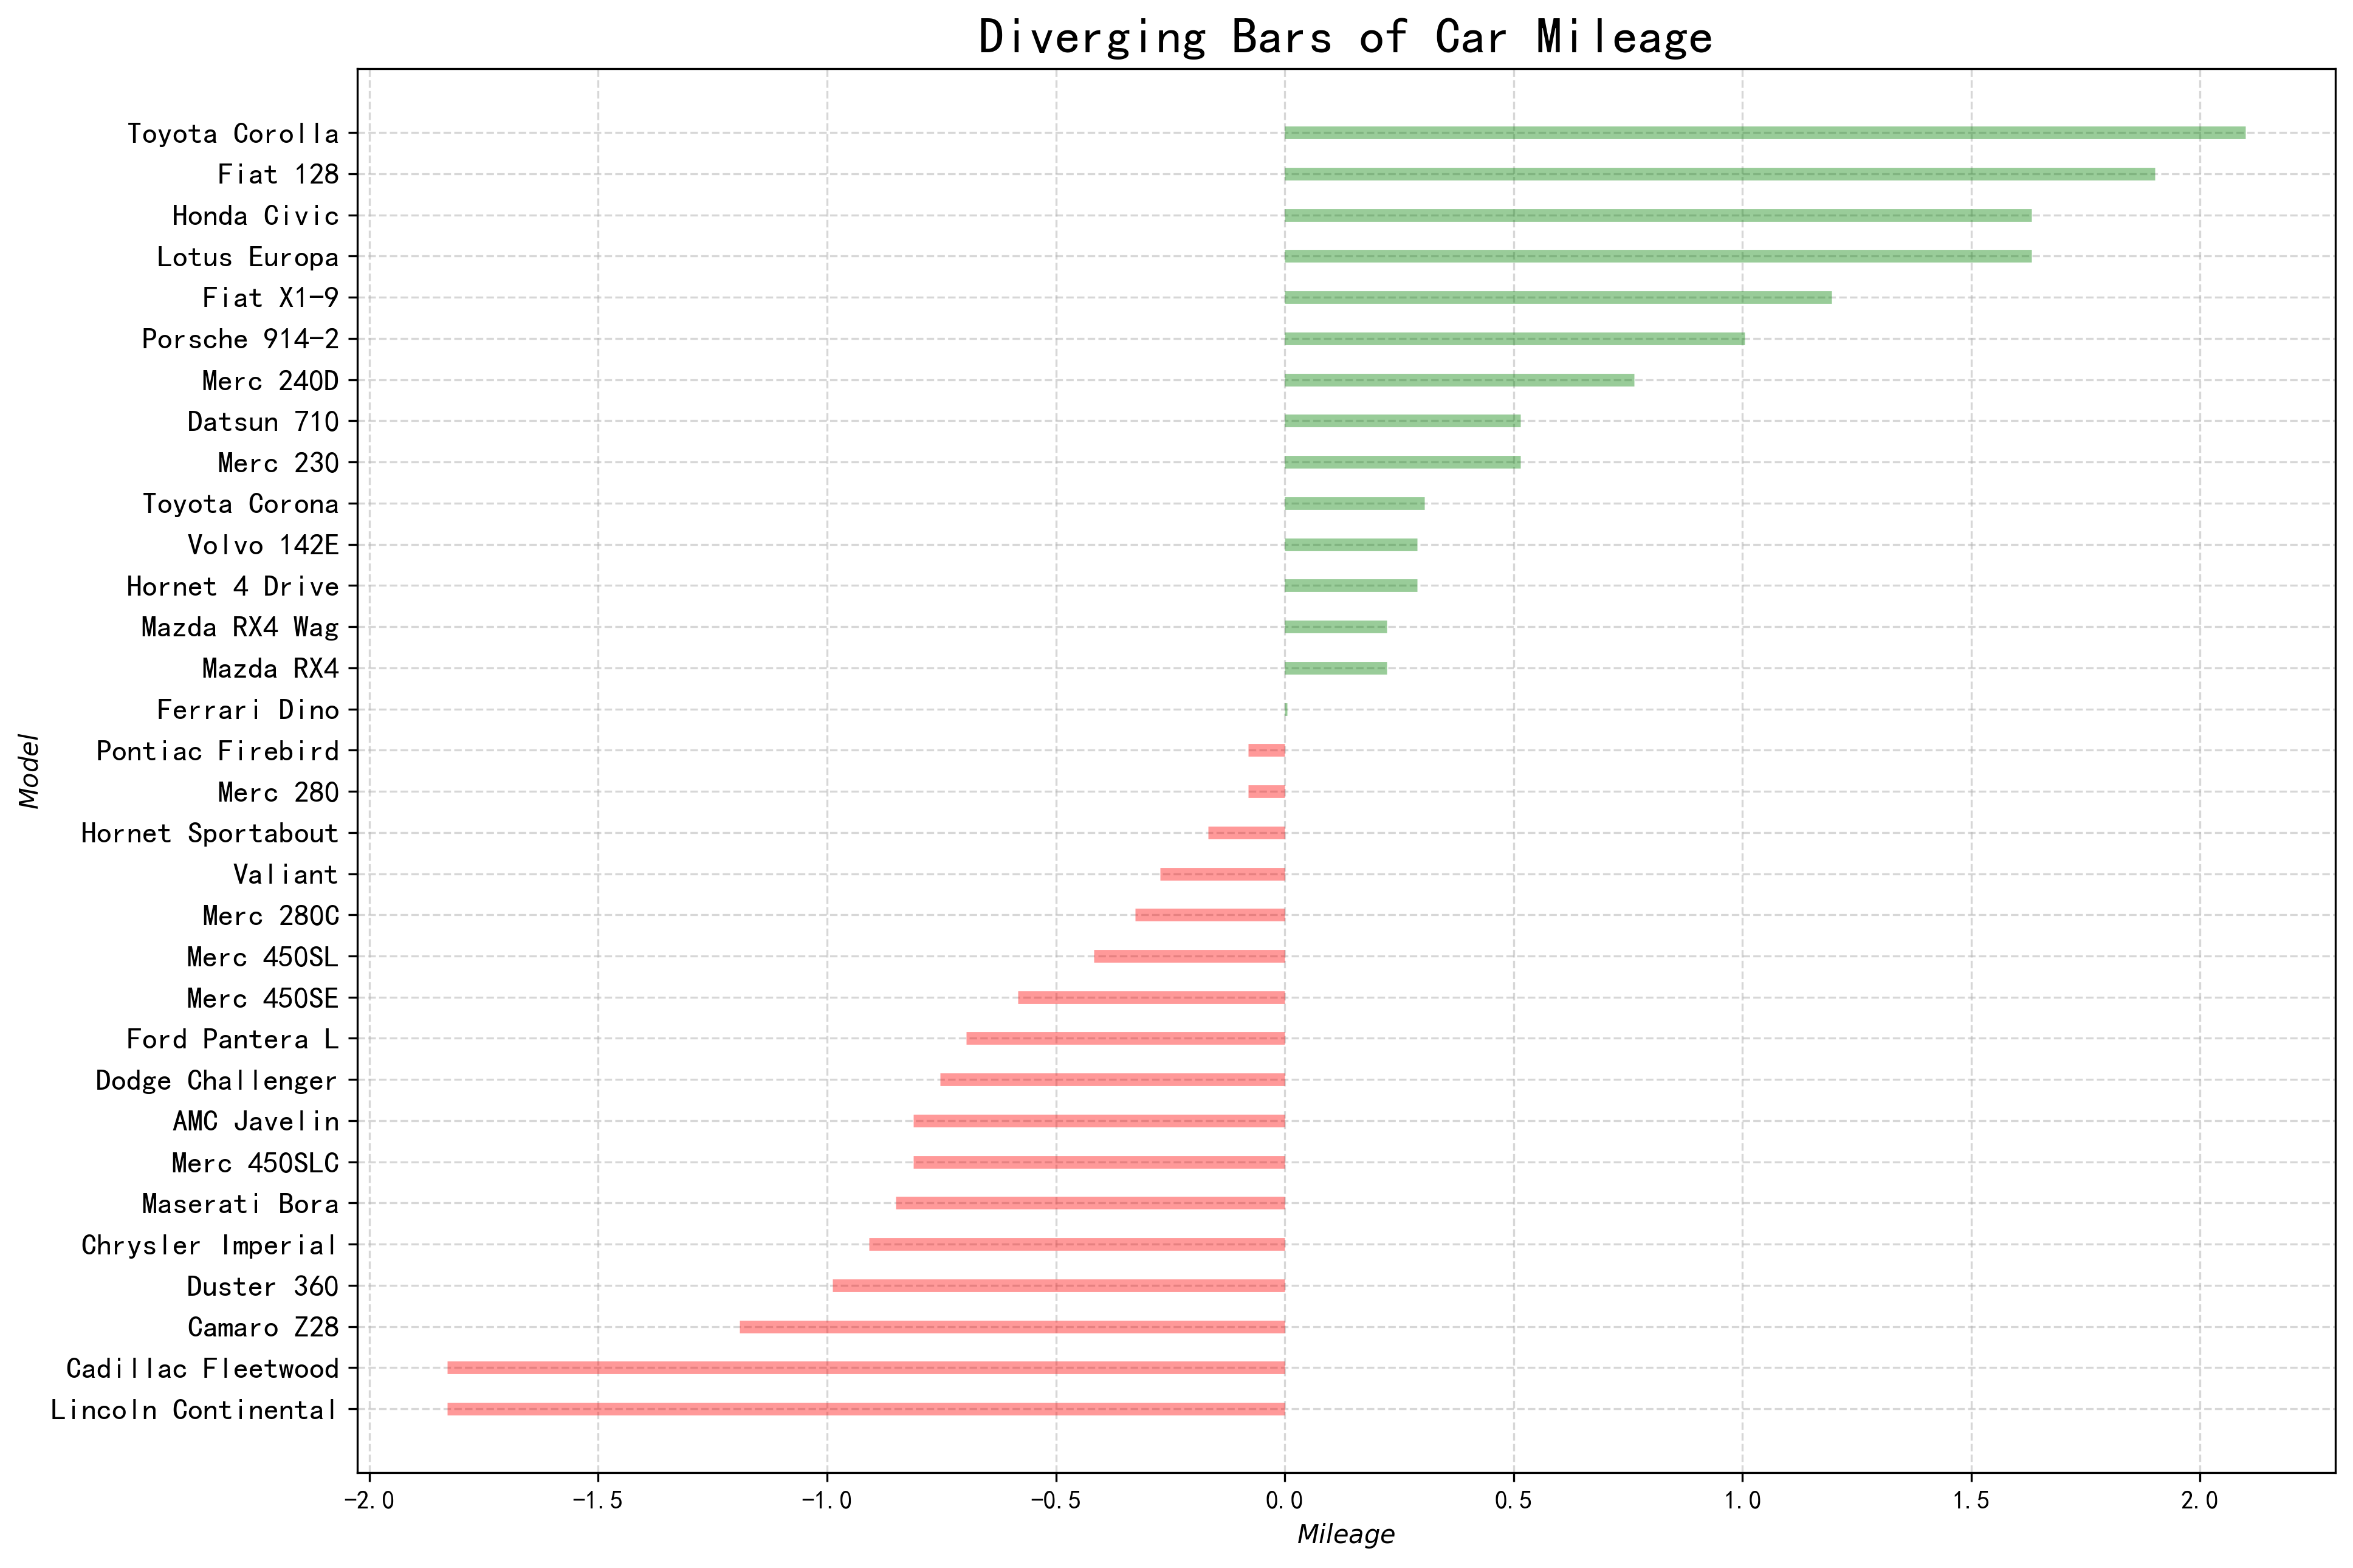 Diverging Bars of Car Mileage
Toyota Corolla
Fiat 128
Honda Civic
Lotus Europa
Fiat X1-9
Porsche 914-2
Merc 240D
Datsun 710
Merc 230
Toyota Corona
Volvo 142E
Hornet 4 Drive
Mazda RX4 Wag
Mazda RX4
Ferrari Dino
Pontiac Firebird
Merc 280
Hornet Sportabout
Valiant
Merc 280C
Merc 450SL
Merc 450SE
Ford Pantera L
Dodge Challenger
AMC Javelin
Merc 450SLC
Maserati Bora
Chrysler Imperial
Duster 360
Camaro Z28
Cadillac Fleetwood
Lincoln Continental
Model
-2.0 -1.5 -1.0 -0.5 0.0 0.5 1.0 1.5 2.0
Mileage